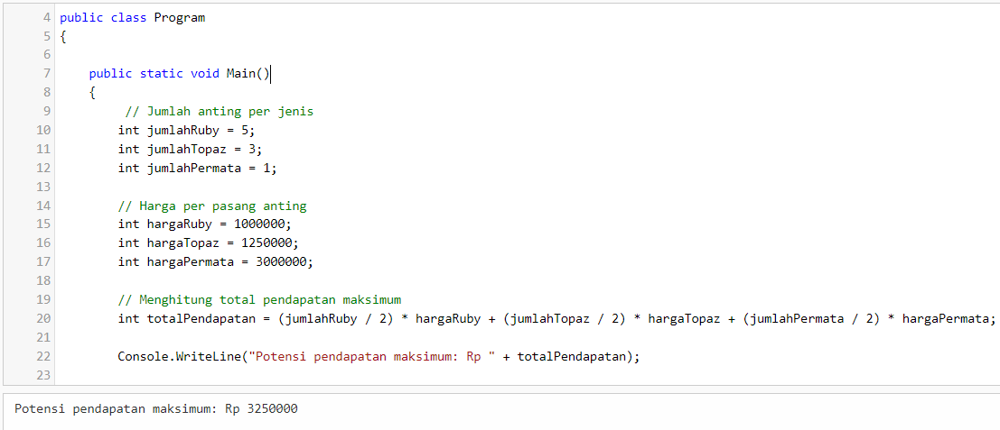 4 public class Program
5 {
6
7     public static void Main()
8     {
9          // Jumlah anting per jenis
10         int jumlahRuby = 5;
11         int jumlahTopaz = 3;
12         int jumlahPermata = 1;
13
14         // Harga per pasang anting
15         int hargaRuby = 1000000;
16         int hargaTopaz = 1250000;
17         int hargaPermata = 3000000;
18
19         // Menghitung total pendapatan maksimum
20         int totalPendapatan = (jumlahRuby / 2) * hargaRuby + (jumlahTopaz / 2) * hargaTopaz + (jumlahPermata / 2) * hargaPermata;
21
22         Console.WriteLine("Potensi pendapatan maksimum: Rp " + totalPendapatan);
23
Potensi pendapatan maksimum: Rp 3250000